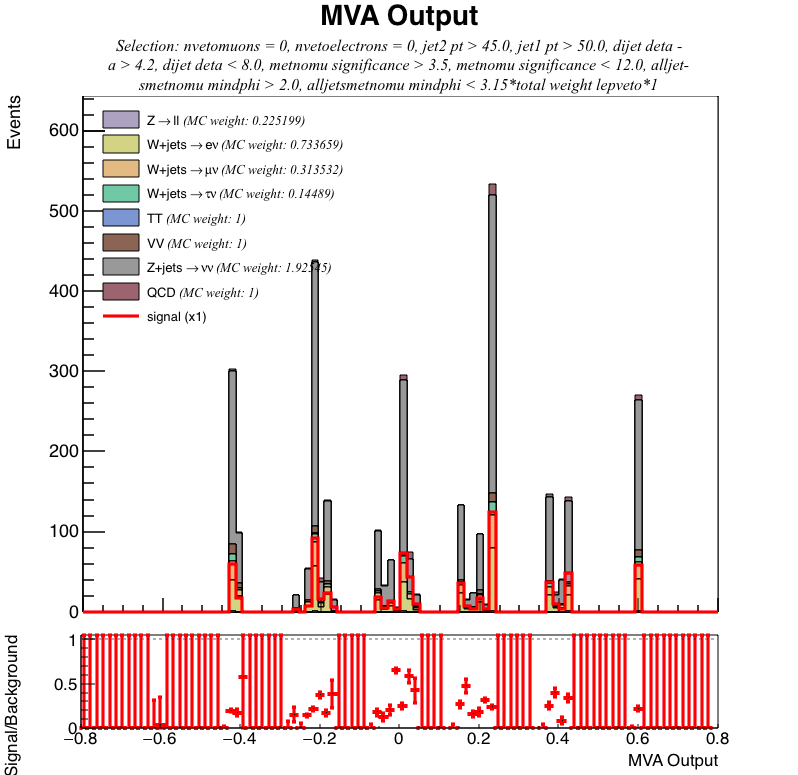 MVA Output
Selection: nvetomuons = 0, nvetoelectrons = 0, jet2 pt > 45.0, jet1 pt > 50.0, dijet deta -
a > 4.2, dijet deta < 8.0, metnomu significance > 3.5, metnomu significance < 12.0, alljet-
smetnomu mindphi > 2.0, alljetsmetnomu mindphi < 3.15*total weight lepveto*1
Events
600
500
400
300
200
100
0
Z→ll (MC weight: 0.225199)
W+jets→eν (MC weight: 0.733659)
W+jets→μν (MC weight: 0.313532)
W+jets→τν (MC weight: 0.14489)
TT (MC weight: 1)
VV (MC weight: 1)
Z+jets→νν (MC weight: 1.92545)
QCD (MC weight: 1)
signal (x1)
Signal/Background
1
0.5
0
−0.8 −0.6 −0.4 −0.2 0 0.2 0.4 0.6 0.8
MVA Output